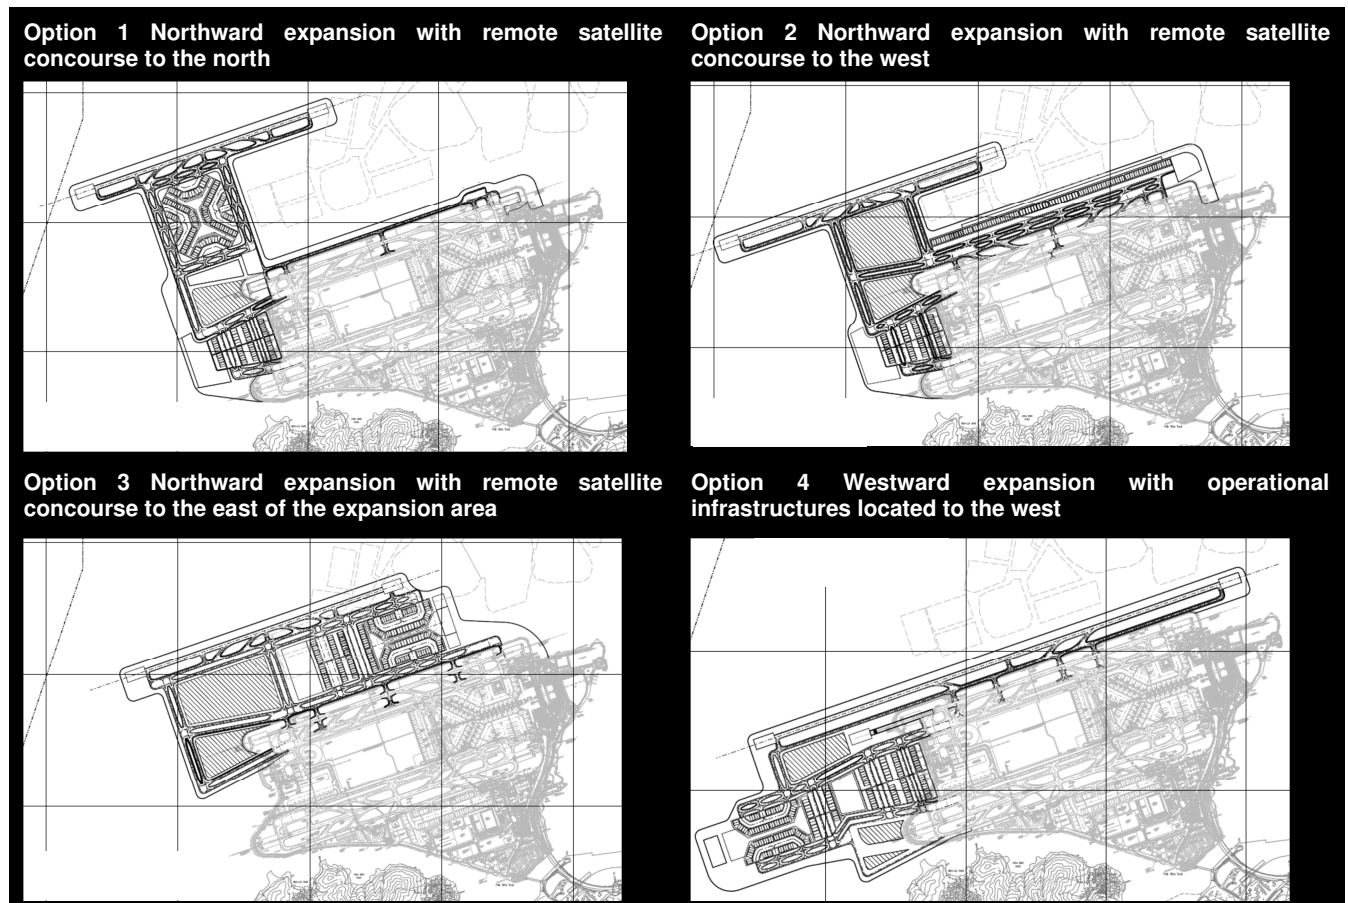 Option 1 Northward expansion with remote satellite
concourse to the north
Option 2 Northward expansion with remote satellite
concourse to the west
Option 3 Northward expansion with remote satellite
concourse to the east of the expansion area
Option 4 Westward expansion with operational
infrastructures located to the west